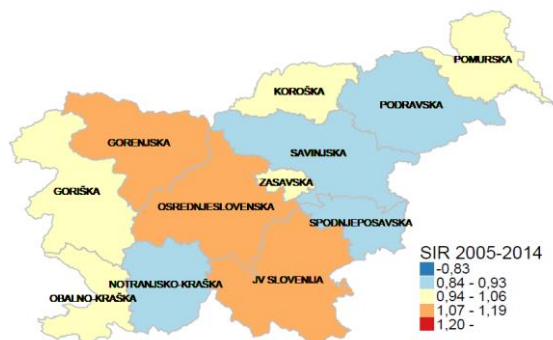 POMURSKA
KOROŠKA
PODRAVSKA
GORENJSKA
SAVINJSKA
ZASAVSKA
GORIŠKA
OSREDNJESLOVENSKA
SPODNJEPOSAVSKA
NOTRANJSKO-KRAŠKA
JV SLOVENIJA
OBALNO-KRAŠKA
SIR 2005-2014
-0,83
0,84 - 0,93
0,94 - 1,06
1,07 - 1,19
1,20 -